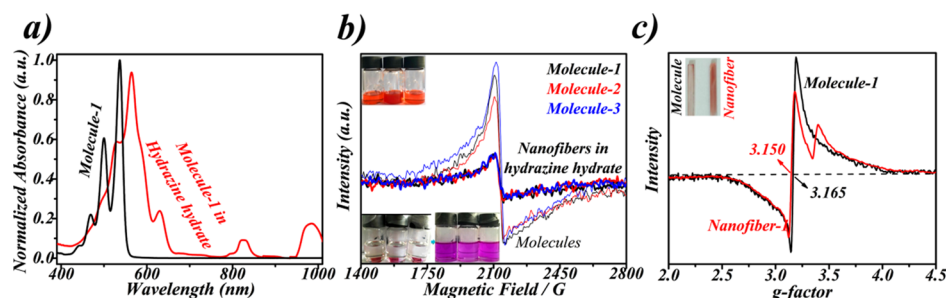 a)
Normalized Absorbance (a.u.)
1.0
0.8
0.6
0.4
0.2
0.0
Molecule-1
Molecule-1 in
Hydrazine hydrate
400
600
800
1000
Wavelength (nm)
b)
Intensity (a.u.)
Molecule-1
Molecule-2
Molecule-3
Nanofibers in
hydrazine hydrate
Molecules
1400
1750
2100
2450
2800
Magnetic Field / G
c)
Intensity
Molecule
Nanofiber
Molecule-1
3.150
3.165
Nanofiber-1
2.0
2.5
3.0
3.5
4.0
4.5
g-factor